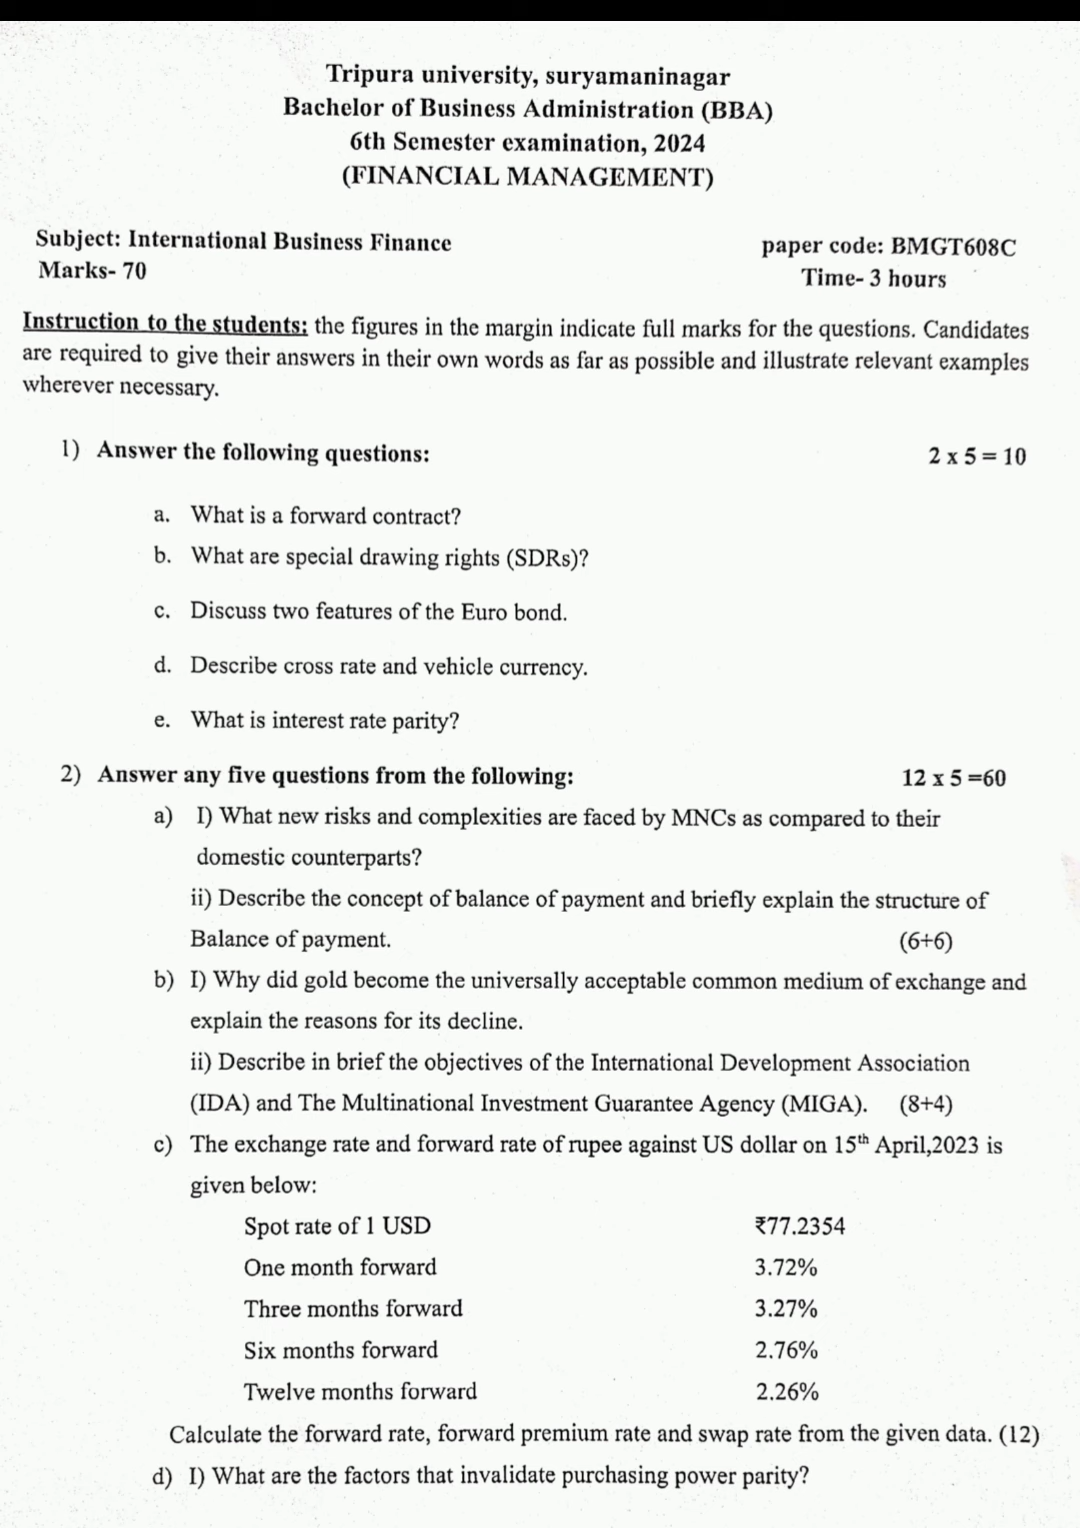 Tripura university, suryamaninagar
Bachelor of Business Administration (BBA)
6th Semester examination, 2024
(FINANCIAL MANAGEMENT)
Subject: International Business Finance paper code: BMGT608C
Marks- 70 Time- 3 hours
Instruction to the students: the figures in the margin indicate full marks for the questions. Candidates
are required to give their answers in their own words as far as possible and illustrate relevant examples
wherever necessary.
1) Answer the following questions: 2 x 5 = 10
a. What is a forward contract?
b. What are special drawing rights (SDRs)?
c. Discuss two features of the Euro bond.
d. Describe cross rate and vehicle currency.
e. What is interest rate parity?
2) Answer any five questions from the following: 12 x 5 =60
a) I) What new risks and complexities are faced by MNCs as compared to their
domestic counterparts?
ii) Describe the concept of balance of payment and briefly explain the structure of
Balance of payment. (6+6)
b) I) Why did gold become the universally acceptable common medium of exchange and
explain the reasons for its decline.
ii) Describe in brief the objectives of the International Development Association
(IDA) and The Multinational Investment Guarantee Agency (MIGA). (8+4)
c) The exchange rate and forward rate of rupee against US dollar on 15th April,2023 is
given below:
Spot rate of 1 USD ₹77.2354
One month forward 3.72%
Three months forward 3.27%
Six months forward 2.76%
Twelve months forward 2.26%
Calculate the forward rate, forward premium rate and swap rate from the given data. (12)
d) I) What are the factors that invalidate purchasing power parity?